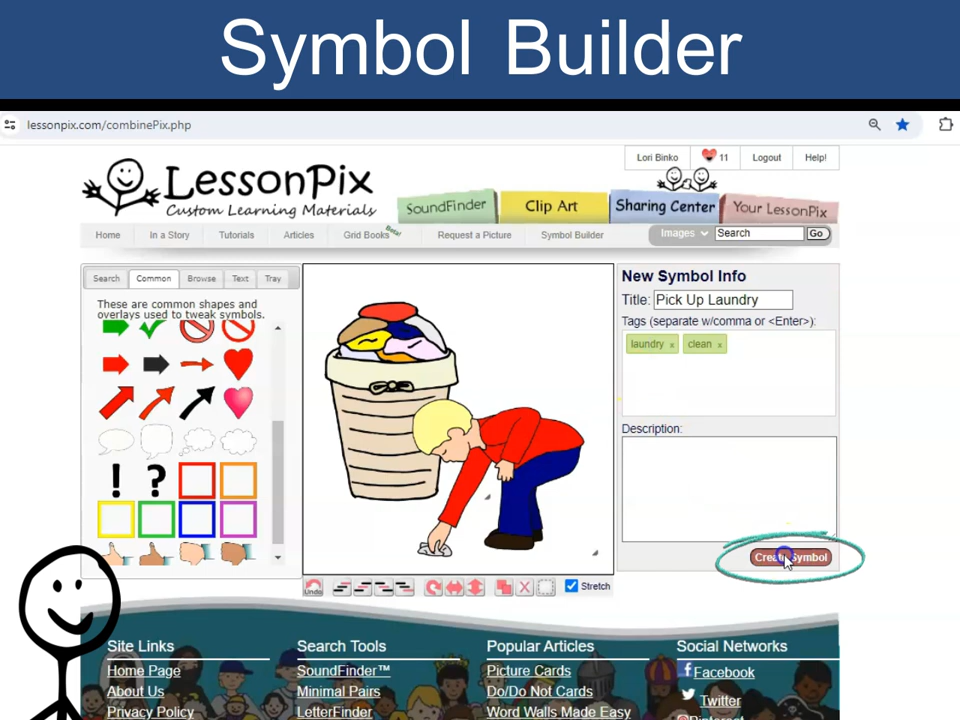 Symbol Builder
lessonpix.com/combinePix.php
Lori Binko 11 Logout Help!
LessonPix
Custom Learning Materials
SoundFinder Clip Art Sharing Center Your LessonPix
Home In a Story Tutorials Articles Grid Books Beta! Request a Picture Symbol Builder Images Search Go
Search Common Browse Text Tray
These are common shapes and
overlays used to tweak symbols.
! ?
New Symbol Info
Title: Pick Up Laundry
Tags (separate w/comma or <Enter>):
laundry x clean x
Description:
Create Symbol
Undo Stretch
Site Links Search Tools Popular Articles Social Networks
Home Page SoundFinder™ Picture Cards Facebook
About Us Minimal Pairs Do/Do Not Cards Twitter
Privacy Policy LetterFinder Word Walls Made Easy Pinterest